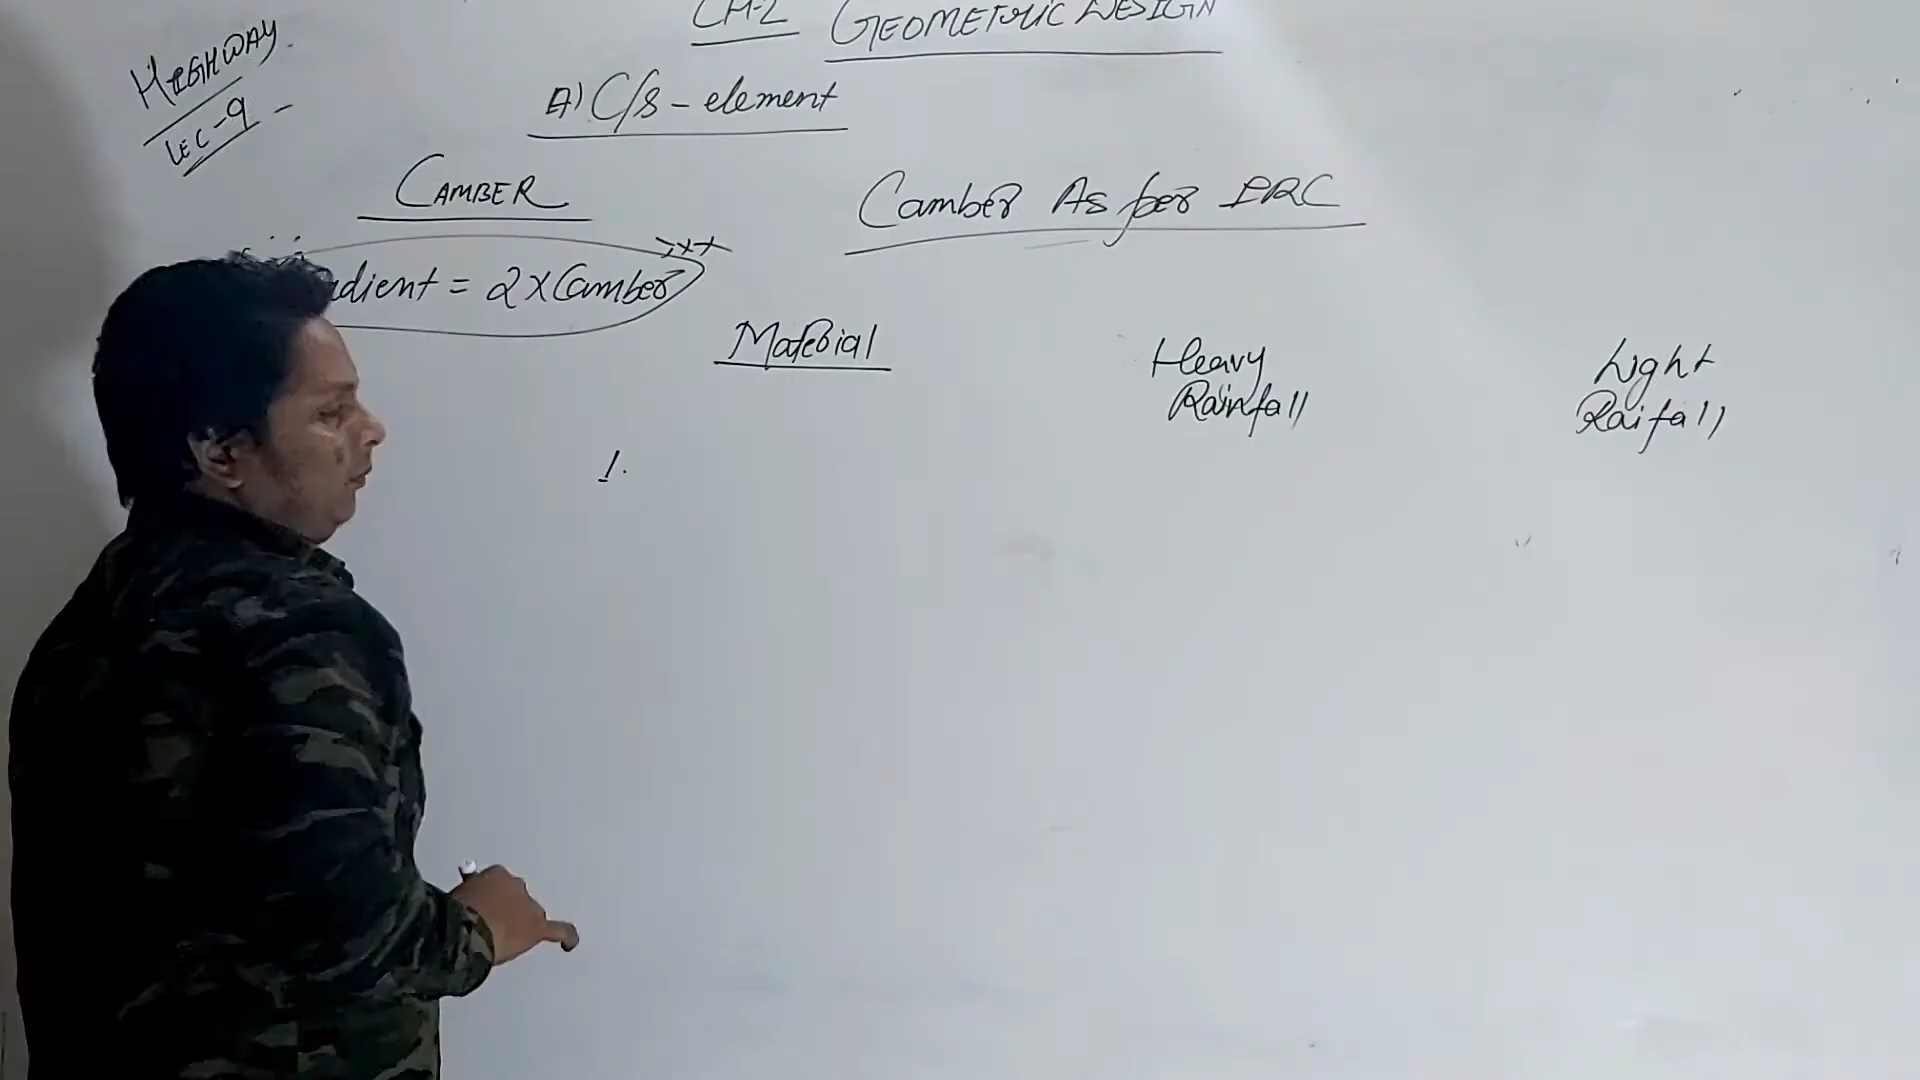 CH-2 GEOMETRIC DESIGN
HIGHWAY
LEC-9
A) C/S - element
CAMBER
Camber As per IRC
adient = 2 x Camber
Material
Heavy
Rainfall
Light
Raifall
1.